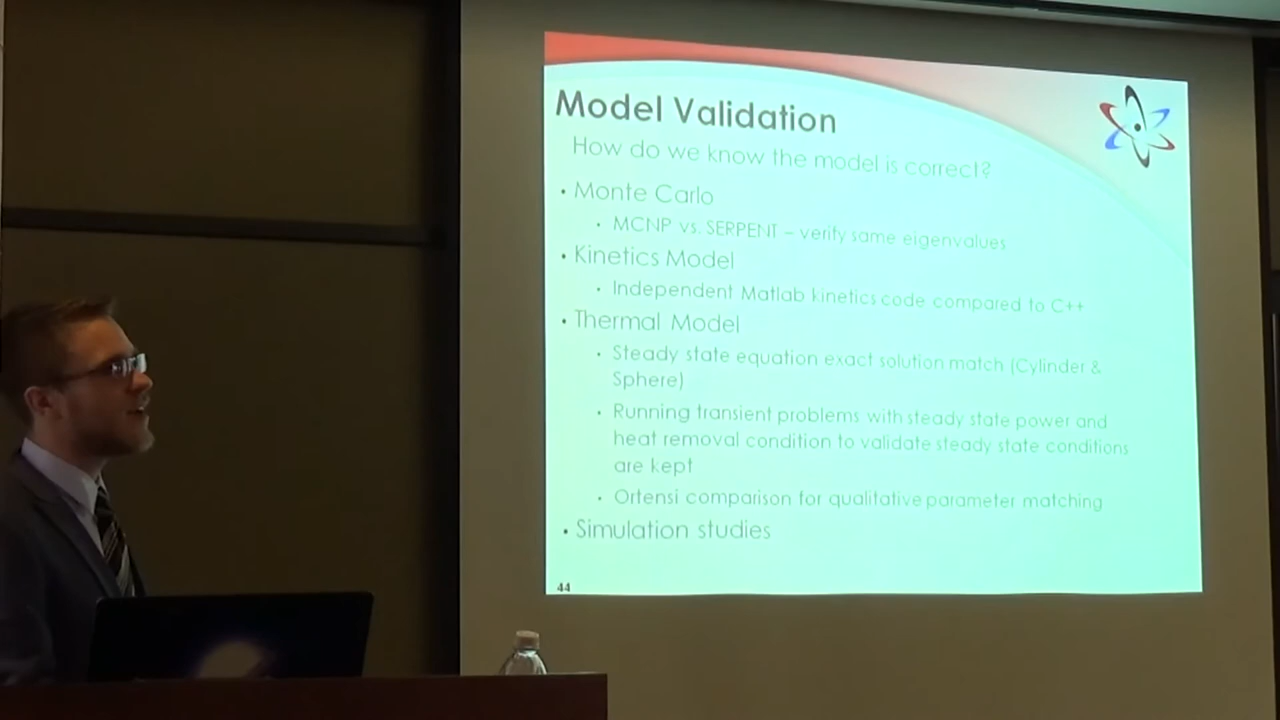 Model Validation
How do we know the model is correct?
• Monte Carlo
• MCNP vs. SERPENT – verify same eigenvalues
• Kinetics Model
• Independent Matlab kinetics code compared to C++
• Thermal Model
• Steady state equation exact solution match (Cylinder &
Sphere)
• Running transient problems with steady state power and
heat removal condition to validate steady state conditions
are kept
• Ortensi comparison for qualitative parameter matching
• Simulation studies
44